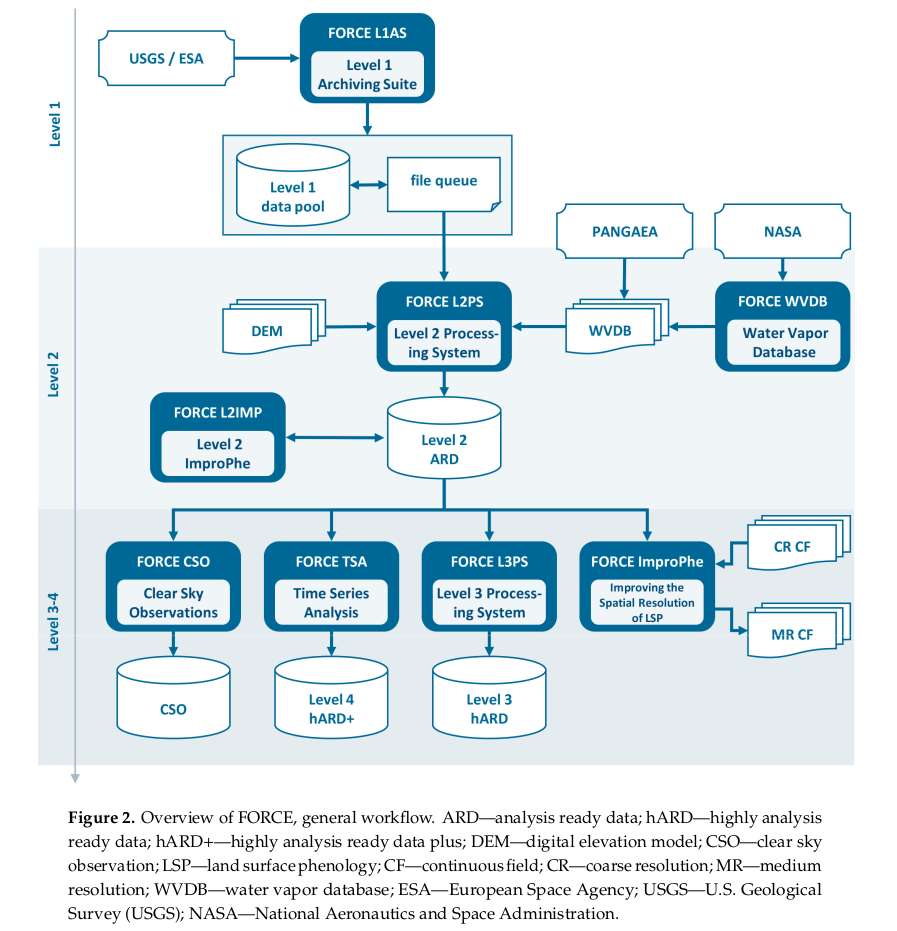 FORCE L1AS
USGS / ESA
Level 1
Archiving Suite
Level 1
Level 1
data pool
file queue
PANGAEA
NASA
FORCE L2PS
Level 2 Process-
ing System
DEM
WVDB
FORCE WVDB
Water Vapor
Database
Level 2
FORCE L2IMP
Level 2
ImproPhe
Level 2
ARD
Level 3-4
FORCE CSO
Clear Sky
Observations
FORCE TSA
Time Series
Analysis
FORCE L3PS
Level 3 Process-
ing System
FORCE ImproPhe
Improving the
Spatial Resolution
of LSP
CR CF
MR CF
CSO
Level 4
hARD+
Level 3
hARD
Figure 2. Overview of FORCE, general workflow. ARD—analysis ready data; hARD—highly analysis
ready data; hARD+—highly analysis ready data plus; DEM—digital elevation model; CSO—clear sky
observation; LSP—land surface phenology; CF—continuous field; CR—coarse resolution; MR—medium
resolution; WVDB—water vapor database; ESA—European Space Agency; USGS—U.S. Geological
Survey (USGS); NASA—National Aeronautics and Space Administration.